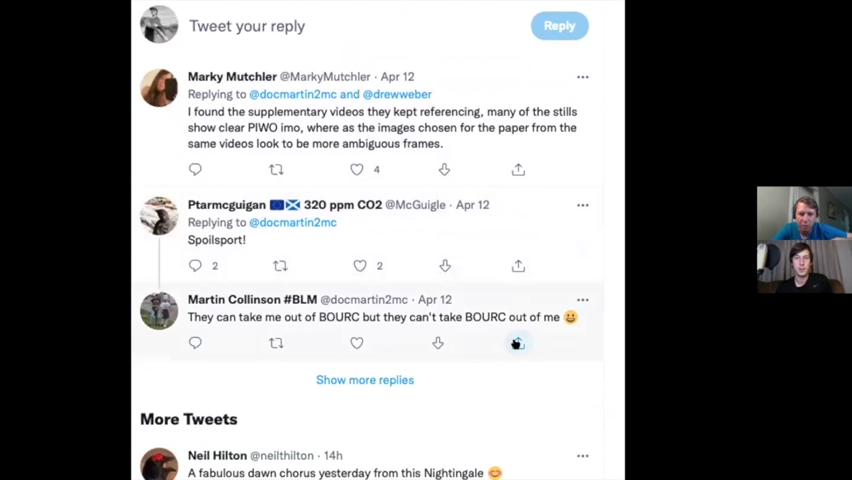 Tweet your reply
Reply
Marky Mutchler @MarkyMutchler · Apr 12
Replying to @docmartin2mc and @drewweber
I found the supplementary videos they kept referencing, many of the stills
show clear PIWO imo, where as the images chosen for the paper from the
same videos look to be more ambiguous frames.
4
Ptarmcguigan 🇪🇺🏴󠁧󠁢󠁳󠁣󠁴󠁿 320 ppm CO2 @McGuigle · Apr 12
Replying to @docmartin2mc
Spoilsport!
2 2
Martin Collinson #BLM @docmartin2mc · Apr 12
They can take me out of BOURC but they can't take BOURC out of me 😀
Show more replies
More Tweets
Neil Hilton @neilthilton · 14h
A fabulous dawn chorus yesterday from this Nightingale 😊